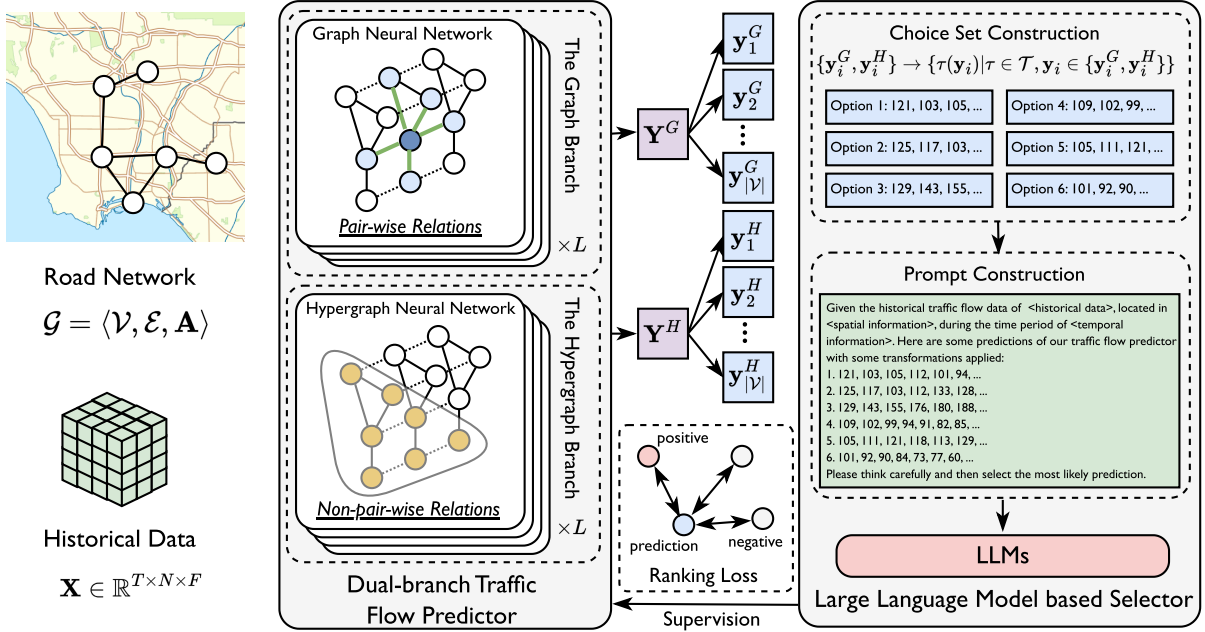 Road Network
𝒢 = ⟨𝒱, ℰ, 𝐀⟩
Historical Data
𝐗 ∈ ℝ^{T×N×F}
Graph Neural Network
Pair-wise Relations
The Graph Branch
×L
Hypergraph Neural Network
Non-pair-wise Relations
The Hypergraph Branch
×L
Dual-branch Traffic
Flow Predictor
𝐘^G
𝐲_1^G
𝐲_2^G
𝐲_{|𝒱|}^G
𝐘^H
𝐲_1^H
𝐲_2^H
𝐲_{|𝒱|}^H
positive
prediction
negative
Ranking Loss
Supervision
Choice Set Construction
{𝐲_i^G, 𝐲_i^H} → {τ(𝐲_i)|τ ∈ 𝒯, 𝐲_i ∈ {𝐲_i^G, 𝐲_i^H}}
Option 1: 121, 103, 105, ...
Option 2: 125, 117, 103, ...
Option 3: 129, 143, 155, ...
Option 4: 109, 102, 99, ...
Option 5: 105, 111, 121, ...
Option 6: 101, 92, 90, ...
Prompt Construction
Given the historical traffic flow data of <historical data>, located in
<spatial information>, during the time period of <temporal
information>. Here are some predictions of our traffic flow predictor
with some transformations applied:
1. 121, 103, 105, 112, 101, 94, ...
2. 125, 117, 103, 112, 133, 128, ...
3. 129, 143, 155, 176, 180, 188, ...
4. 109, 102, 99, 94, 91, 82, 85, ...
5. 105, 111, 121, 118, 113, 129, ...
6. 101, 92, 90, 84, 73, 77, 60, ...
Please think carefully and then select the most likely prediction.
LLMs
Large Language Model based Selector